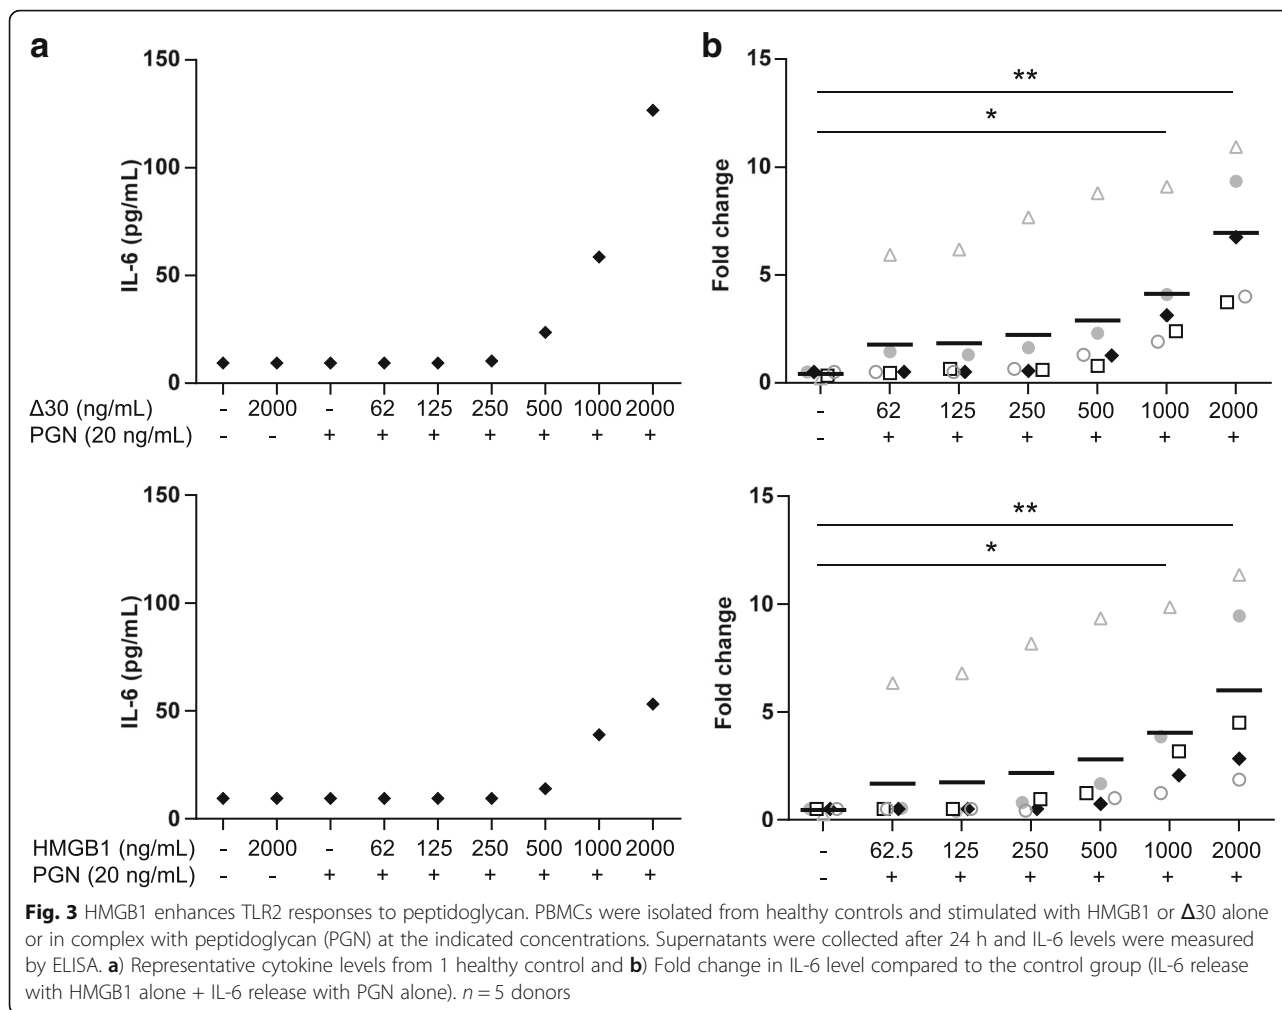 a
b
150
100
50
0
IL-6 (pg/mL)
Δ30 (ng/mL) - 2000 - 62 125 250 500 1000 2000
PGN (20 ng/mL) - - + + + + + + +
15
10
5
0
Fold change
**
*
- 62 125 250 500 1000 2000
- + + + + + +
150
100
50
0
IL-6 (pg/mL)
HMGB1 (ng/mL) - 2000 - 62 125 250 500 1000 2000
PGN (20 ng/mL) - - + + + + + + +
15
10
5
0
Fold change
**
*
- 62.5 125 250 500 1000 2000
- + + + + + +
Fig. 3 HMGB1 enhances TLR2 responses to peptidoglycan. PBMCs were isolated from healthy controls and stimulated with HMGB1 or Δ30 alone
or in complex with peptidoglycan (PGN) at the indicated concentrations. Supernatants were collected after 24 h and IL-6 levels were measured
by ELISA. a) Representative cytokine levels from 1 healthy control and b) Fold change in IL-6 level compared to the control group (IL-6 release
with HMGB1 alone + IL-6 release with PGN alone). n = 5 donors